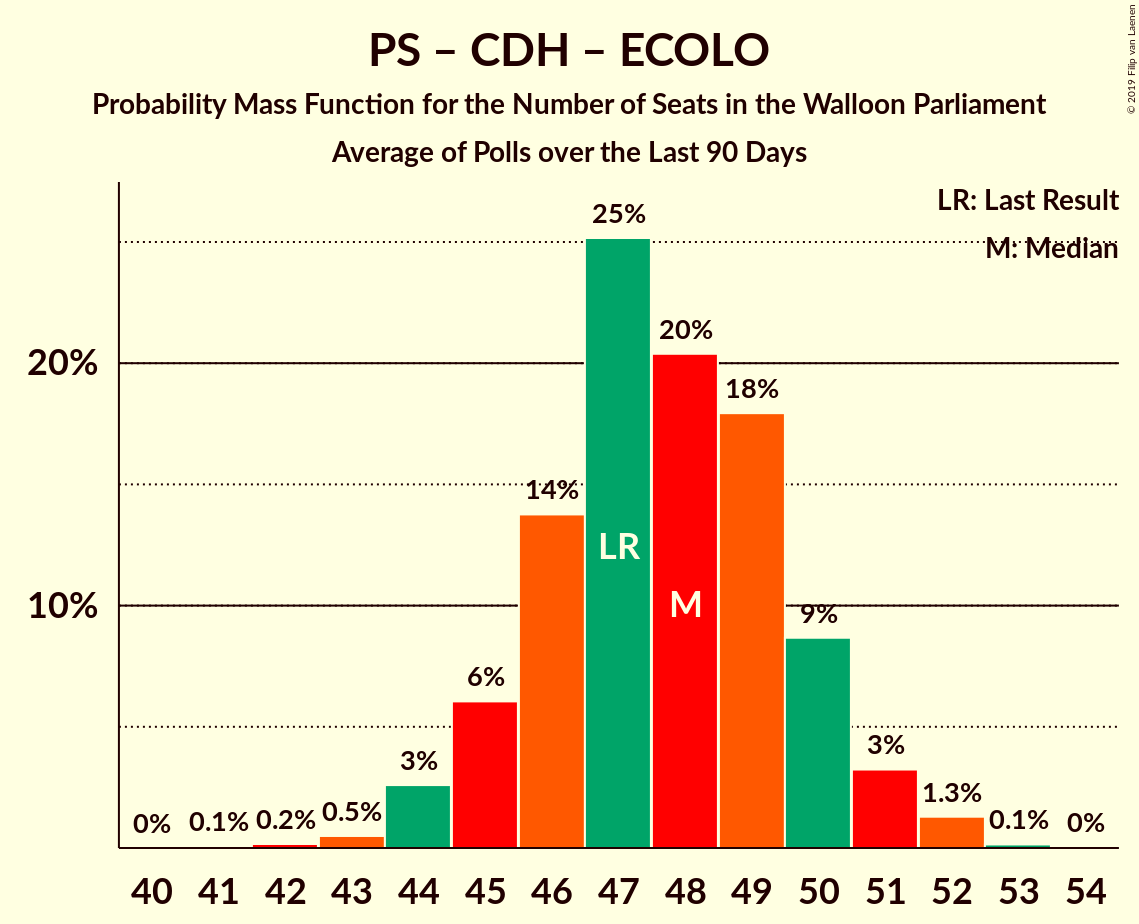 PS – CDH – ECOLO
Probability Mass Function for the Number of Seats in the Walloon Parliament
Average of Polls over the Last 90 Days
© 2019 Filip van Laenen
LR: Last Result
M: Median
25%
20%
18%
14%
9%
6%
3%
3%
1.3%
0.5%
0.2%
0.1%
0%
0.1%
0%
LR
M
20%
10%
40 41 42 43 44 45 46 47 48 49 50 51 52 53 54